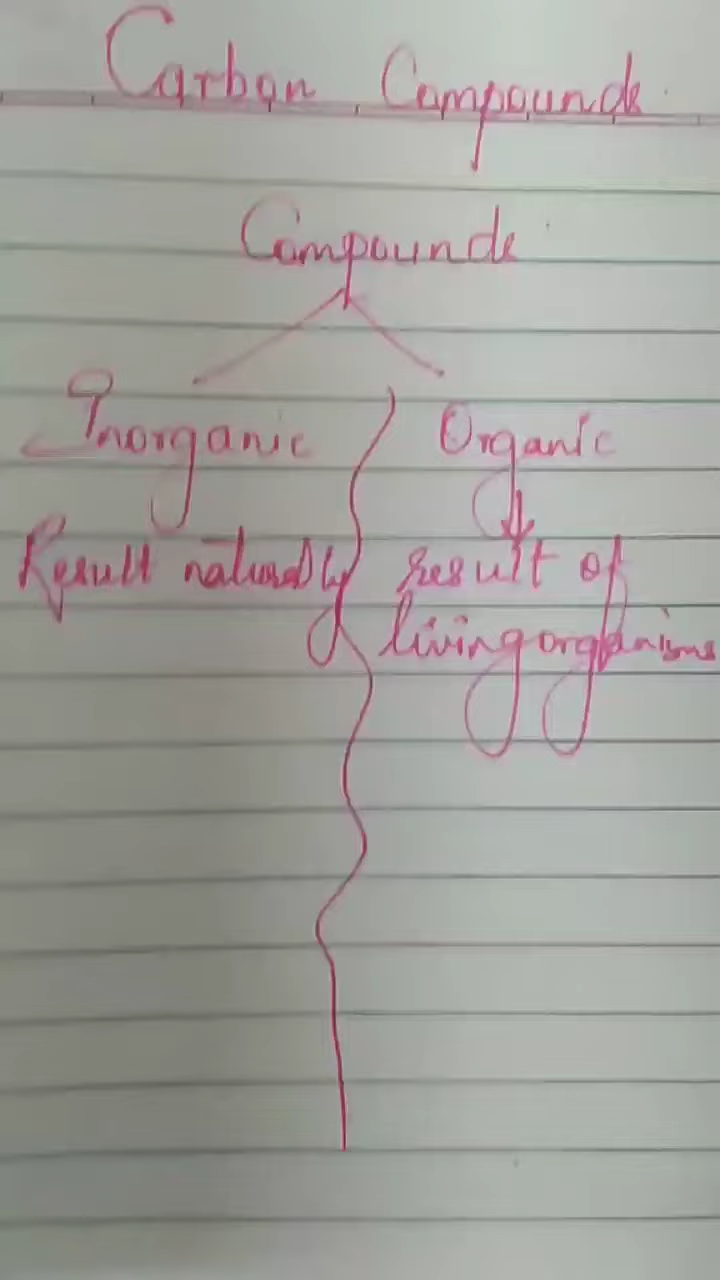 Carbon Compounds
Compounds
Inorganic Organic
Result naturally result of
living organisms